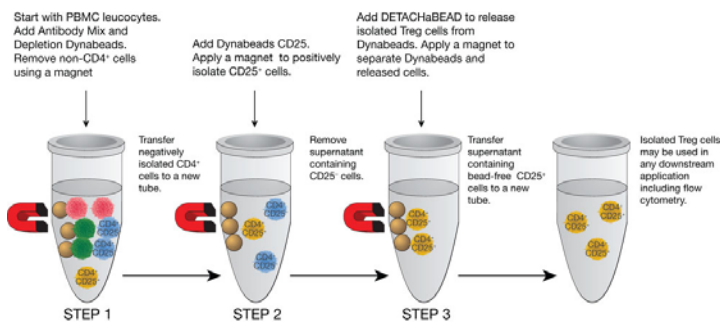 Start with PBMC leucocytes.
Add Antibody Mix and
Depletion Dynabeads.
Remove non-CD4⁺ cells
using a magnet
Add Dynabeads CD25.
Apply a magnet to positively
isolate CD25⁺ cells.
Add DETACHaBEAD to release
isolated Treg cells from
Dynabeads. Apply a magnet to
separate Dynabeads and
released cells.
Transfer
negatively
isolated CD4⁺
cells to a new
tube.
Remove
supernatant
containing
CD25⁻ cells.
Transfer
supernatant
containing
bead-free CD25⁺
cells to a new
tube.
Isolated Treg cells
may be used in
any downstream
application
including flow
cytometry.
CD4⁺
CD25⁻
CD4⁺
CD25⁻
CD4⁺
CD25⁺
CD4⁺
CD25⁻
CD4⁺
CD25⁺
CD4⁺
CD25⁻
CD4⁺
CD25⁺
CD4⁺
CD25⁺
CD4⁺
CD25⁺
CD4⁺
CD25⁺
CD4⁺
CD25⁺
STEP 1
STEP 2
STEP 3